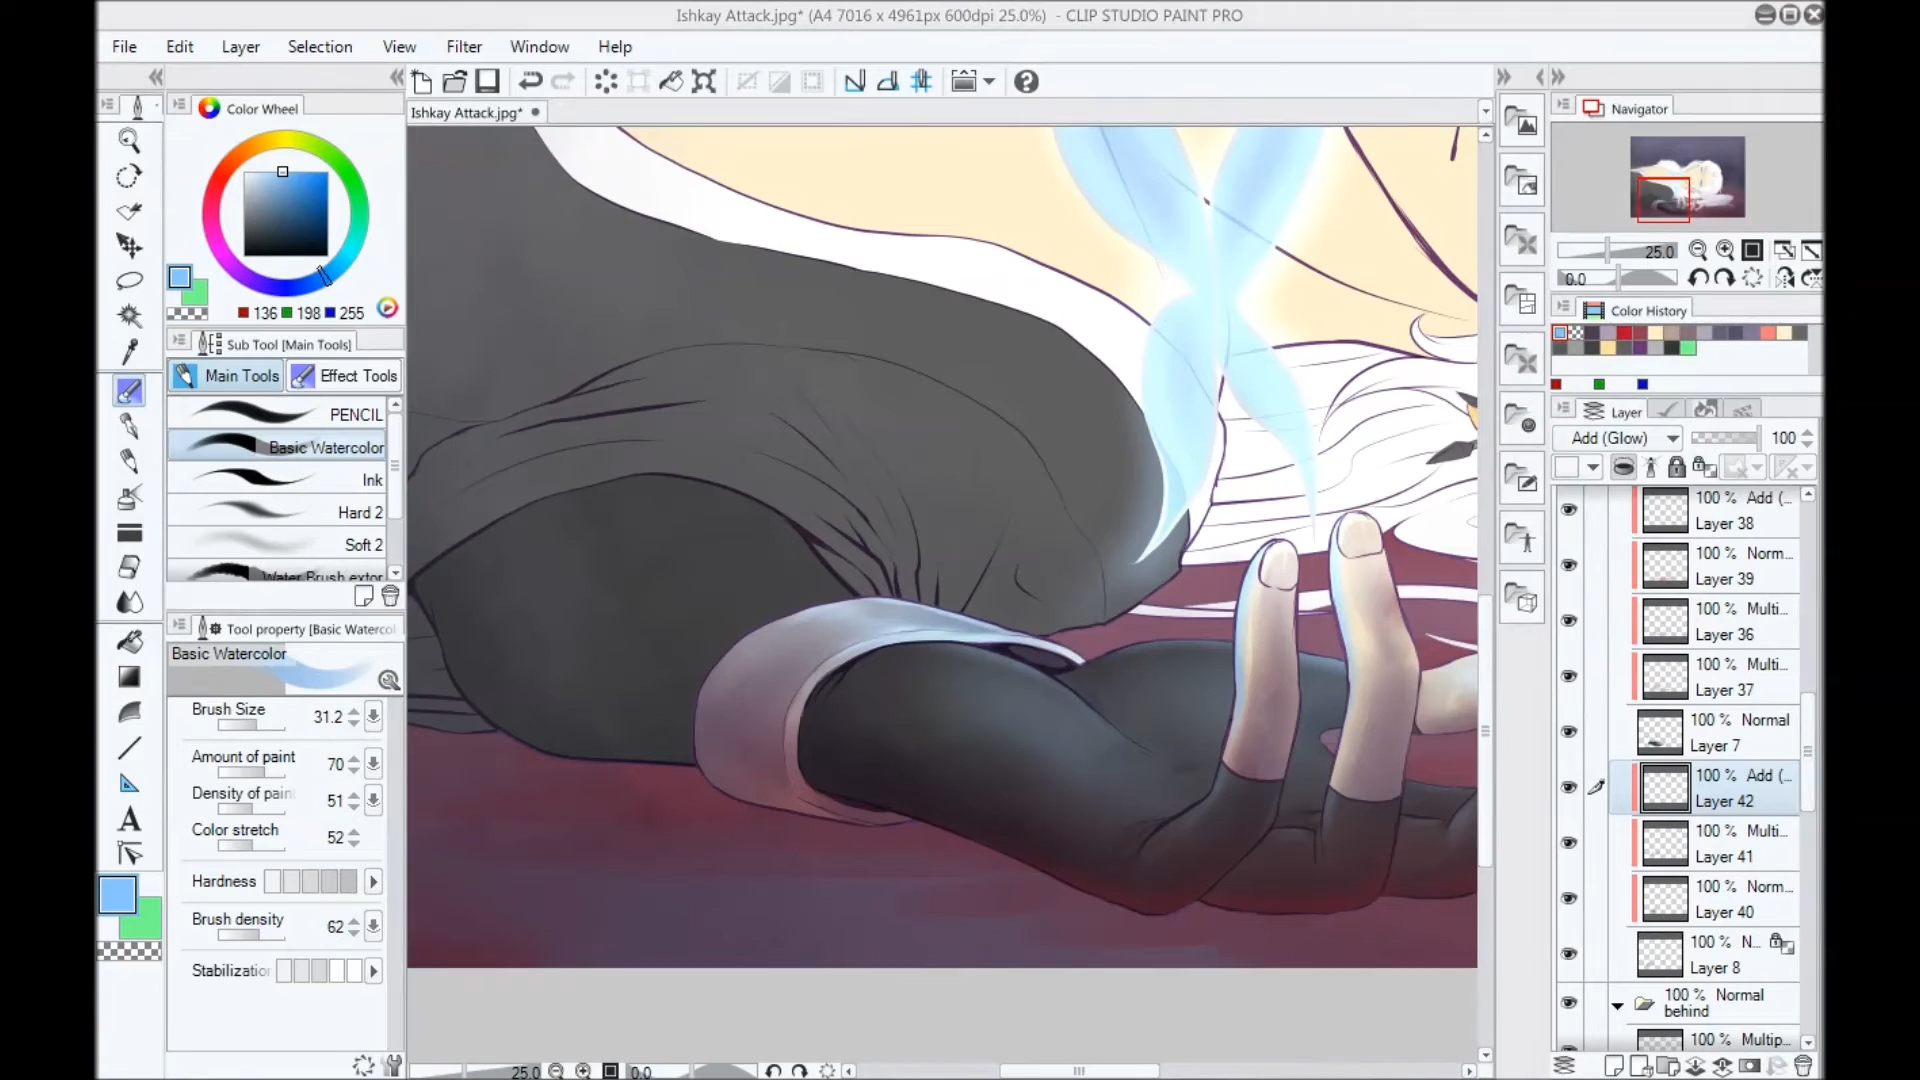 Ishkay Attack.jpg* (A4 7016 x 4961px 600dpi 25.0%) - CLIP STUDIO PAINT PRO
File Edit Layer Selection View Filter Window Help
Color Wheel
Ishkay Attack.jpg*
Navigator
25.0
0.0
136 198 255
Color History
Sub Tool [Main Tools]
Main Tools Effect Tools
PENCIL
Basic Watercolor
Ink
Hard 2
Soft 2
Water Brush extor
Tool property [Basic Waterco
Basic Watercolor
Brush Size 31.2
Amount of paint 70
Density of pain 51
Color stretch 52
Hardness
Brush density 62
Stabilization
A
Layer
Add (Glow) 100
100 % Add (...
Layer 38
100 % Norm...
Layer 39
100 % Multi...
Layer 36
100 % Multi...
Layer 37
100 % Normal
Layer 7
100 % Add (...
Layer 42
100 % Multi...
Layer 41
100 % Norm...
Layer 40
100 % N...
Layer 8
100 % Normal
behind
100 % Multip...
25.0 0.0